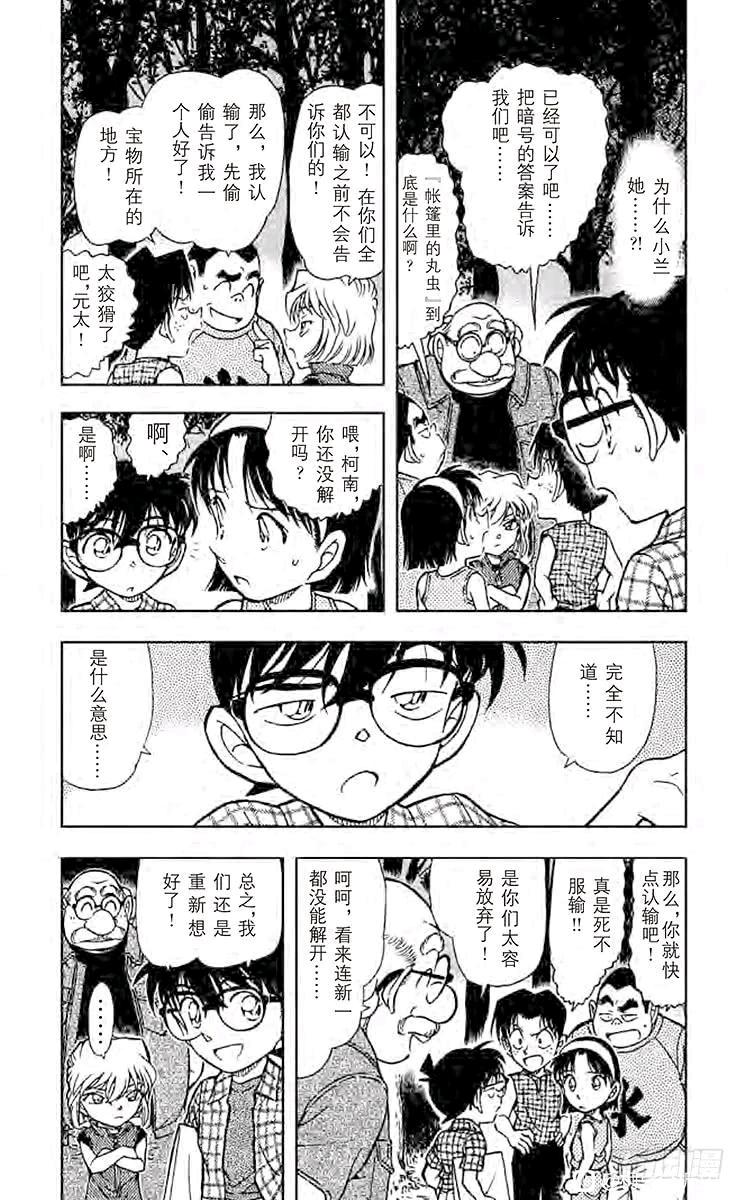 为什么小兰
她……?!
已经可以了吧……
把暗号的答案告诉
我们吧……
『帐篷里的丸虫』到
底是什么啊？
不可以！在你们全
都认输之前不会告
诉你们的！
那么，我认
输了，先偷
偷告诉我一
个人好了！
宝物所在的
地方！
太狡猾了
吧，元太！
喂，柯南，
你还没解
开吗？
啊、
是啊……
完全不知
道……
是什么意思
……
那么，你就快
点认输吧！
真是死不
服输!!
是你们太容
易放弃了！
呵呵，看来连新一
都没能解开……
总之，我
们还是
重新想
好了！
……
水